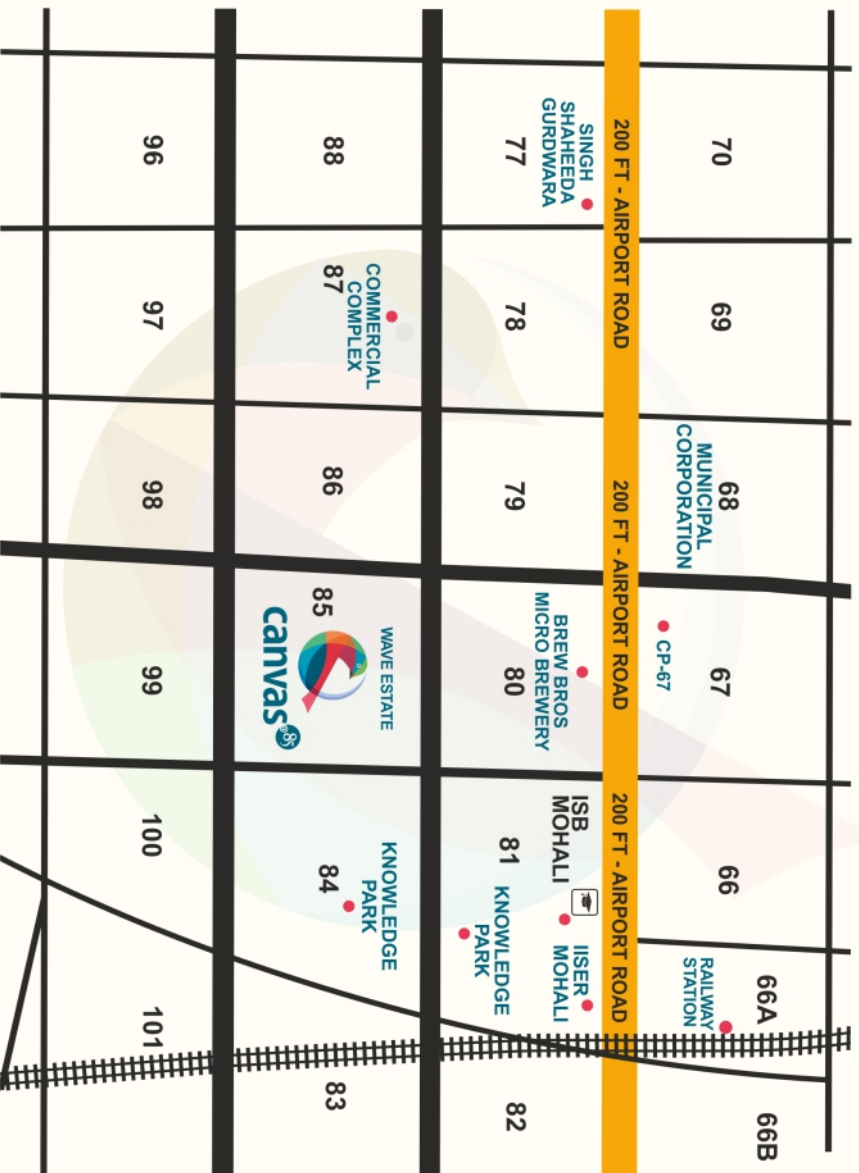 70
69
68
MUNICIPAL
CORPORATION
67
CP-67
66
66A
RAILWAY
STATION
66B
200 FT - AIRPORT ROAD
200 FT - AIRPORT ROAD
200 FT - AIRPORT ROAD
SINGH
SHAHEEDA
GURDWARA
77
78
79
BREW BROS
MICRO BREWERY
80
ISB
MOHALI
81
IISER
MOHALI
KNOWLEDGE
PARK
82
88
COMMERCIAL
COMPLEX
87
86
WAVE ESTATE
85
canvas@85
KNOWLEDGE
PARK
84
83
96
97
98
99
100
101